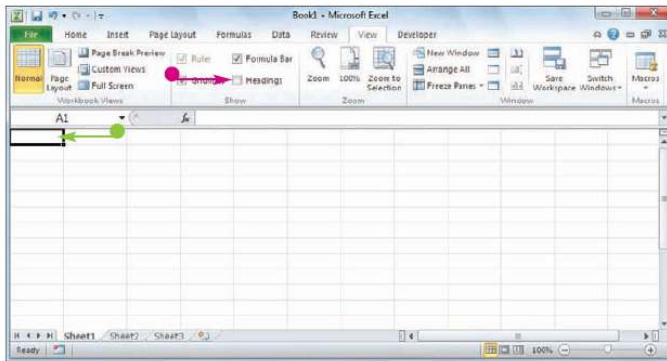 Book1 - Microsoft Excel
File Home Insert Page Layout Formulas Data Review View Developer
Normal Page Layout Page Break Preview Custom Views Full Screen
Workbook Views
Ruler Formula Bar
Gridlines Headings
Show
Zoom 100% Zoom to Selection
Zoom
New Window
Arrange All
Freeze Panes
Save Workspace Switch Windows
Window
Macros
Macros
A1 fx
Sheet1 Sheet2 Sheet3
Ready 100%